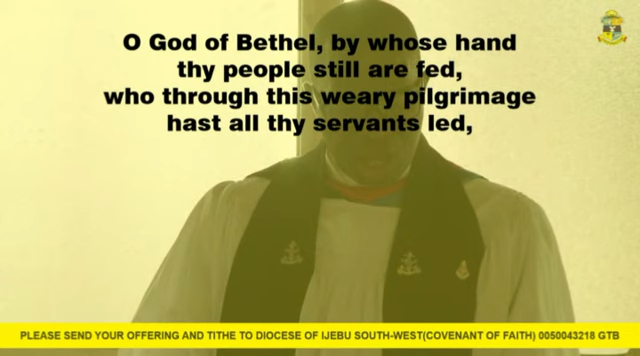 O God of Bethel, by whose hand
thy people still are fed,
who through this weary pilgrimage
hast all thy servants led,
PLEASE SEND YOUR OFFERING AND TITHE TO DIOCESE OF IJEBU SOUTH-WEST(COVENANT OF FAITH) 0050043218 GTB